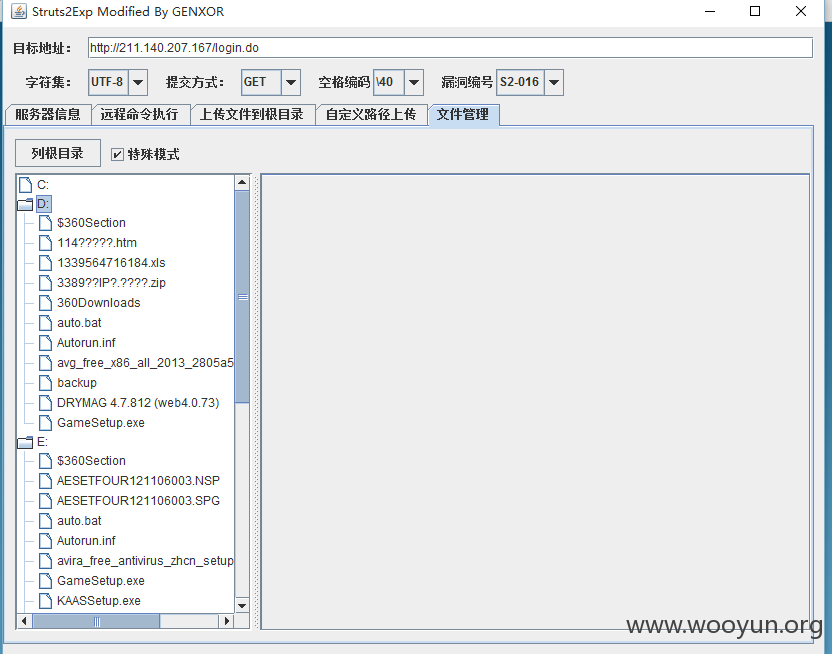 Struts2Exp Modified By GENXOR
目标地址： http://211.140.207.167/login.do
字符集： UTF-8 提交方式： GET 空格编码 \40 漏洞编号 S2-016
服务器信息 远程命令执行 上传文件到根目录 自定义路径上传 文件管理
列根目录 特殊模式
C:
D:
$360Section
114?????.htm
1339564716184.xls
3389??IP?.????.zip
360Downloads
auto.bat
Autorun.inf
avg_free_x86_all_2013_2805a5
backup
DRYMAG 4.7.812 (web4.0.73)
GameSetup.exe
E:
$360Section
AESETFOUR121106003.NSP
AESETFOUR121106003.SPG
auto.bat
Autorun.inf
avira_free_antivirus_zhcn_setup
GameSetup.exe
KAASSetup.exe
www.wooyun.org